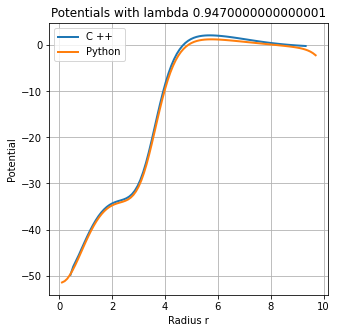 Potentials with lambda 0.9470000000000001
C ++
Python
0
−10
−20
−30
−40
−50
Potential
0 2 4 6 8 10
Radius r